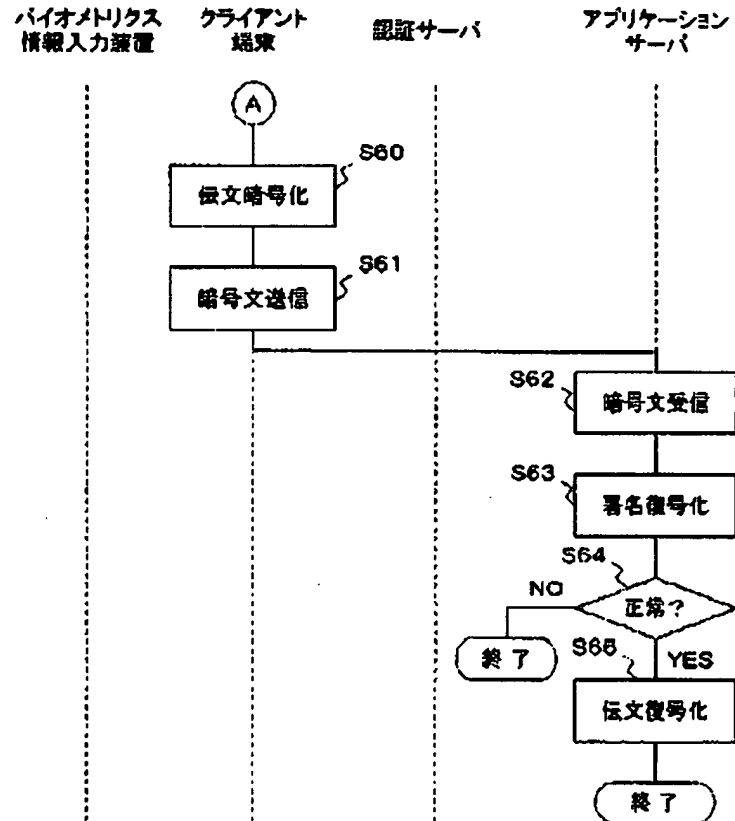 バイオメトリクス
情報入力装置
クライアント
端末
認証サーバ
アプリケーション
サーバ
A
S60
伝文暗号化
S61
暗号文送信
S62
暗号文受信
S63
署名復号化
S64
NO
正常?
終了
S65
YES
伝文復号化
終了